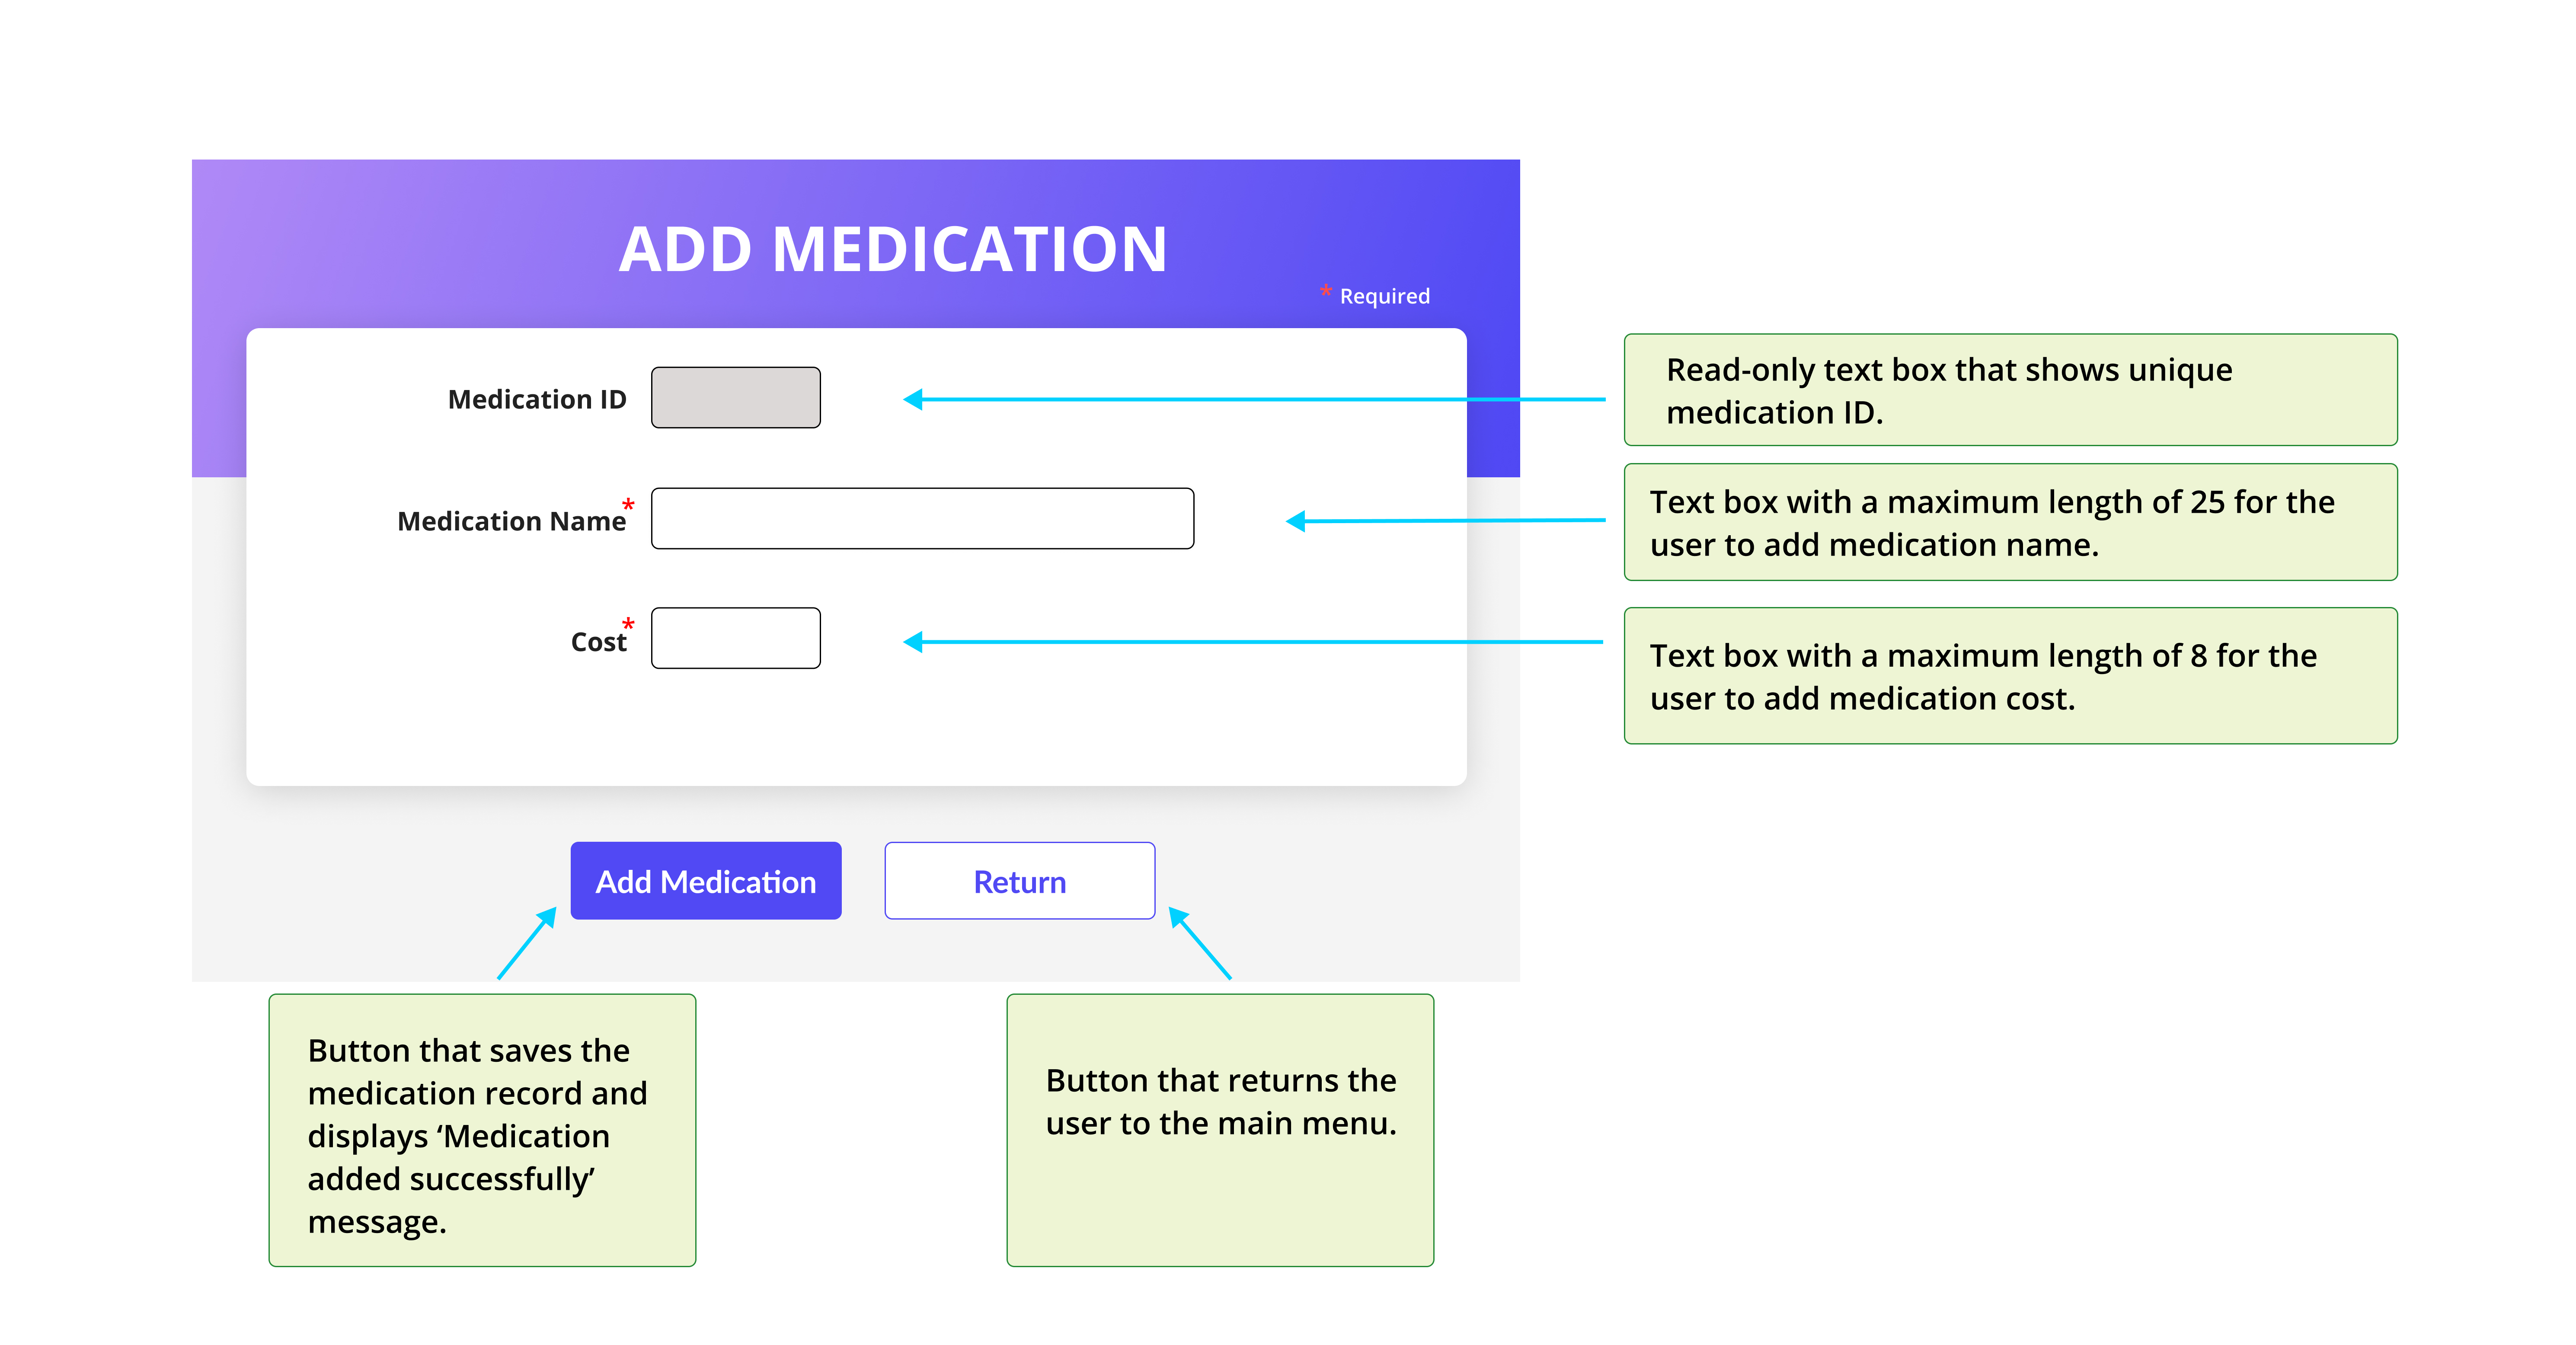 ADD MEDICATION
* Required
Medication ID
Read-only text box that shows unique
medication ID.
Medication Name*
Text box with a maximum length of 25 for the
user to add medication name.
Cost*
Text box with a maximum length of 8 for the
user to add medication cost.
Add Medication
Return
Button that saves the
medication record and
displays ‘Medication
added successfully’
message.
Button that returns the
user to the main menu.